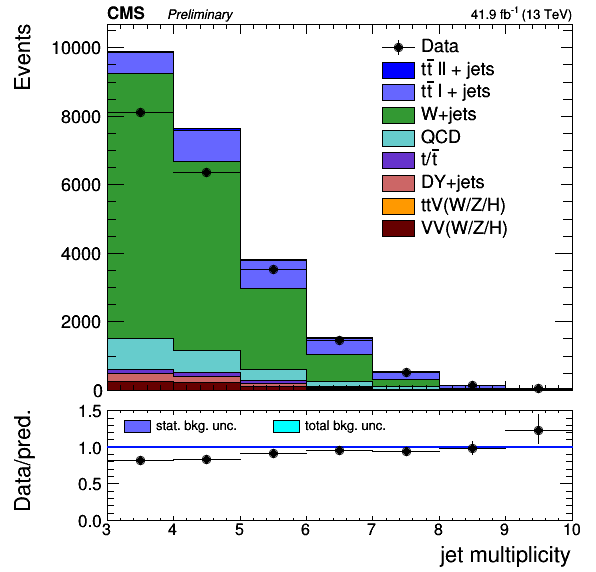 CMS Preliminary 41.9 fb⁻¹ (13 TeV)
Events
10000
8000
6000
4000
2000
0
Data
tt̄ ll + jets
tt̄ l + jets
W+jets
QCD
t/t̄
DY+jets
ttV(W/Z/H)
VV(W/Z/H)
Data/pred.
1.5
1.0
0.5
0.0
stat. bkg. unc. total bkg. unc.
3 4 5 6 7 8 9 10
jet multiplicity